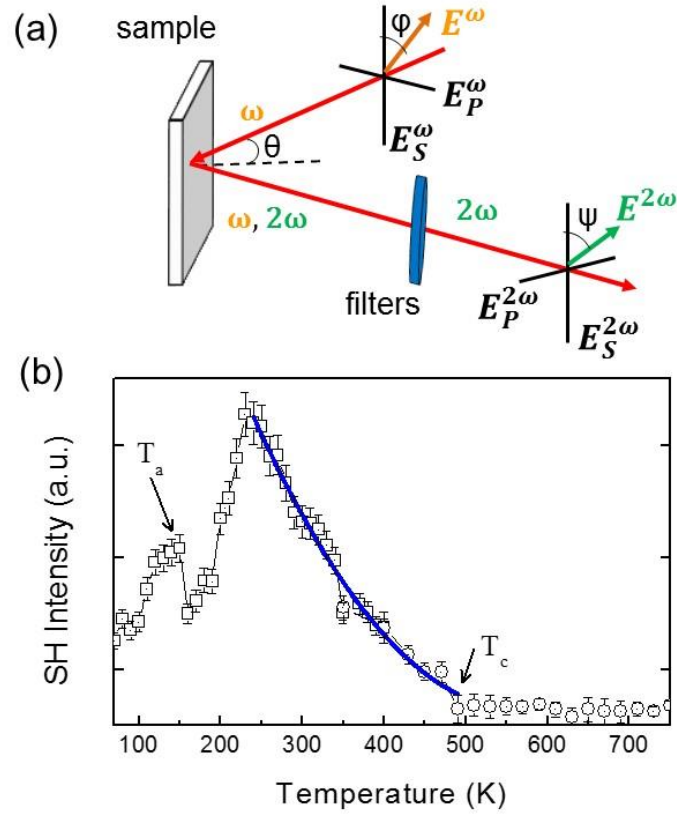 (a)
sample
φ
E^ω
E_P^ω
E_S^ω
ω
θ
ω, 2ω
2ω
filters
ψ
E^2ω
E_P^2ω
E_S^2ω
(b)
SH Intensity (a.u.)
T_a
T_c
100 200 300 400 500 600 700
Temperature (K)